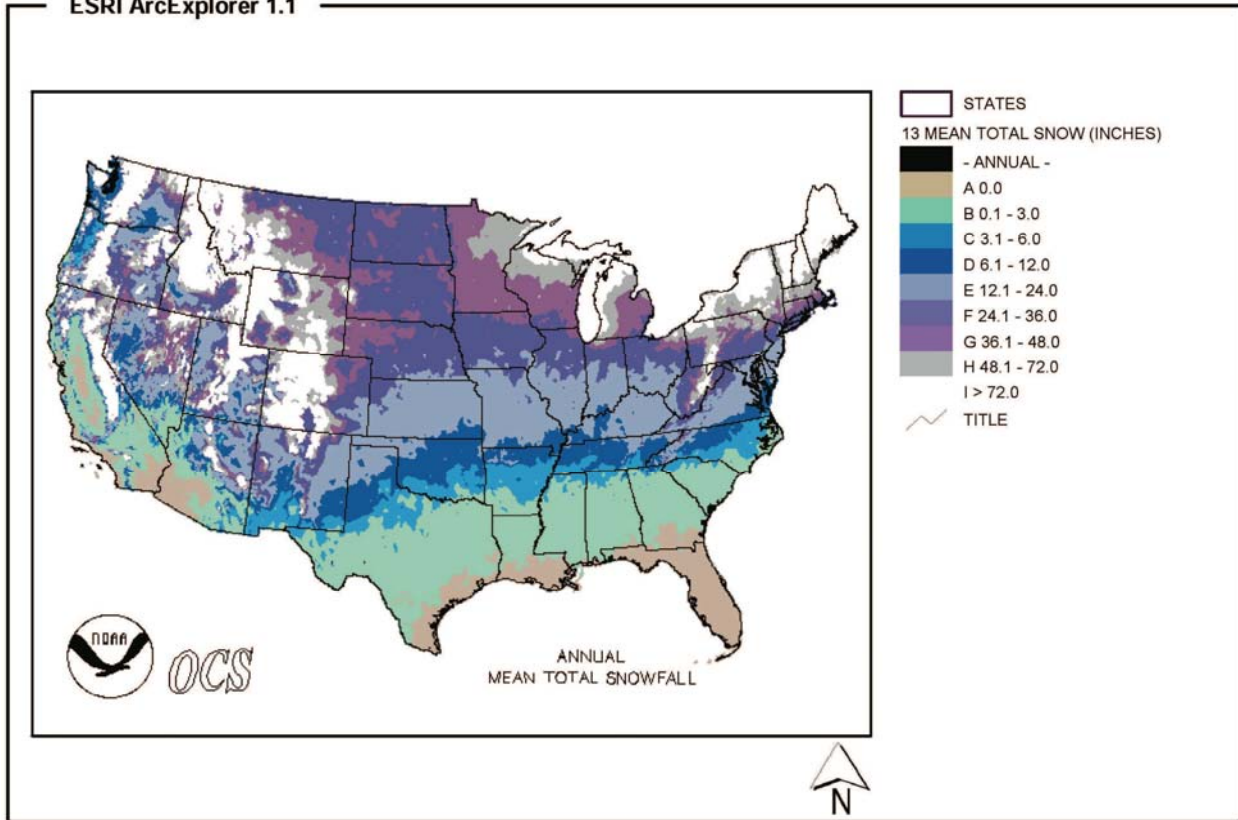 ESRI ArcExplorer 1.1
STATES
13 MEAN TOTAL SNOW (INCHES)
- ANNUAL -
A 0.0
B 0.1 - 3.0
C 3.1 - 6.0
D 6.1 - 12.0
E 12.1 - 24.0
F 24.1 - 36.0
G 36.1 - 48.0
H 48.1 - 72.0
I > 72.0
TITLE
NOAA
OCS
ANNUAL
MEAN TOTAL SNOWFALL
N